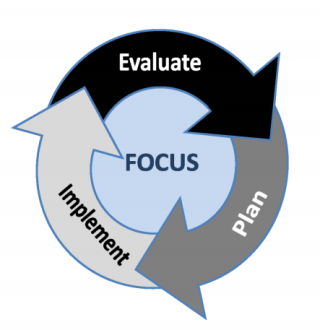 Evaluate
FOCUS
Plan
Implement